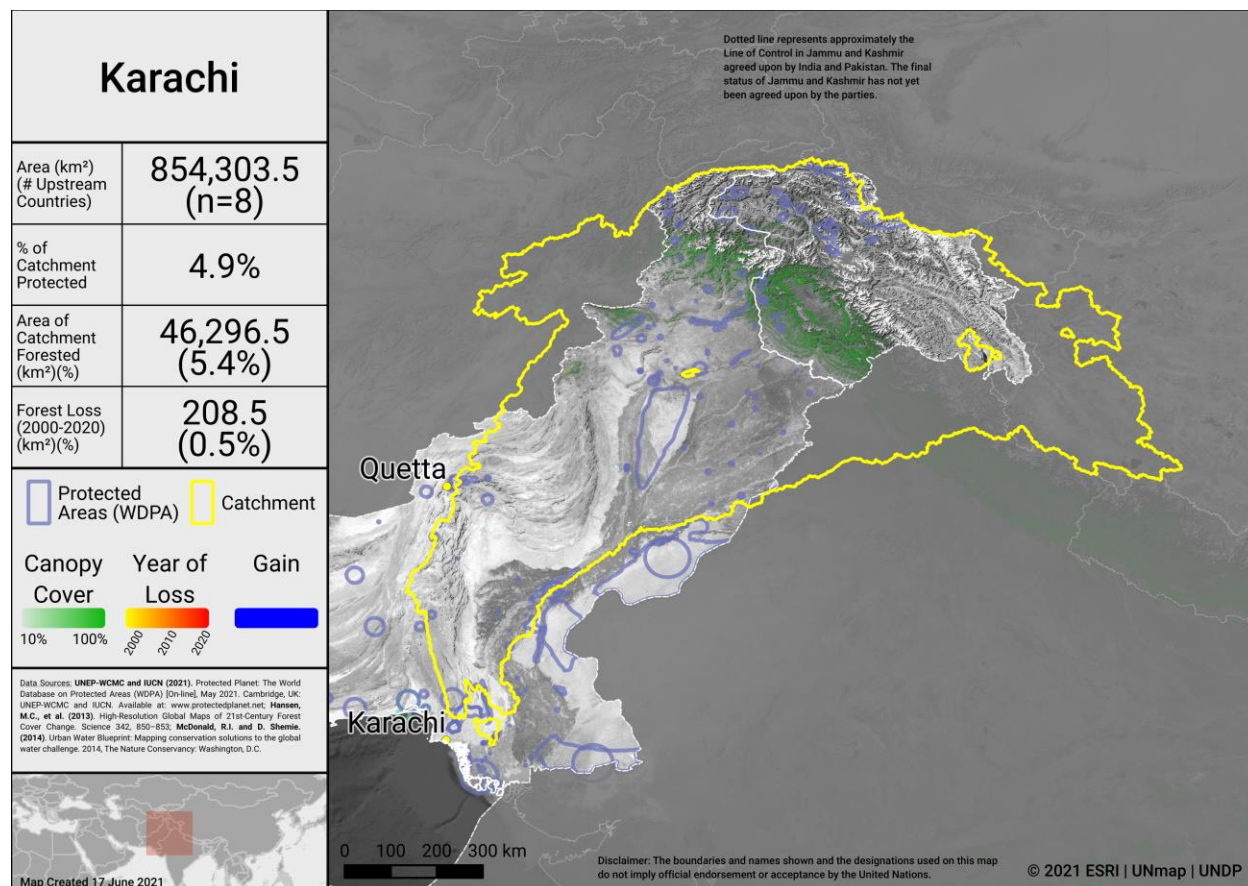 Karachi
Area (km²)
(# Upstream
Countries)
854,303.5
(n=8)
% of
Catchment
Protected
4.9%
Area of
Catchment
Forested
(km²)(%)
46,296.5
(5.4%)
Forest Loss
(2000-2020)
(km²)(%)
208.5
(0.5%)
Protected
Areas (WDPA)
Catchment
Canopy
Cover
Year of
Loss
Gain
10%
100%
2000
2010
2020
Data Sources: UNEP-WCMC and IUCN (2021). Protected Planet: The World
Database on Protected Areas (WDPA) [On-line], May 2021. Cambridge, UK:
UNEP-WCMC and IUCN. Available at: www.protectedplanet.net; Hansen,
M.C., et al. (2013). High-Resolution Global Maps of 21st-Century Forest
Cover Change. Science 342, 850–853; McDonald, R.I. and D. Shemie.
(2014). Urban Water Blueprint: Mapping conservation solutions to the global
water challenge. 2014, The Nature Conservancy: Washington, D.C.
Map Created 17 June 2021
Dotted line represents approximately the
Line of Control in Jammu and Kashmir
agreed upon by India and Pakistan. The final
status of Jammu and Kashmir has not yet
been agreed upon by the parties.
Quetta
Karachi
0 100 200 300 km
Disclaimer: The boundaries and names shown and the designations used on this map
do not imply official endorsement or acceptance by the United Nations.
© 2021 ESRI | UNmap | UNDP